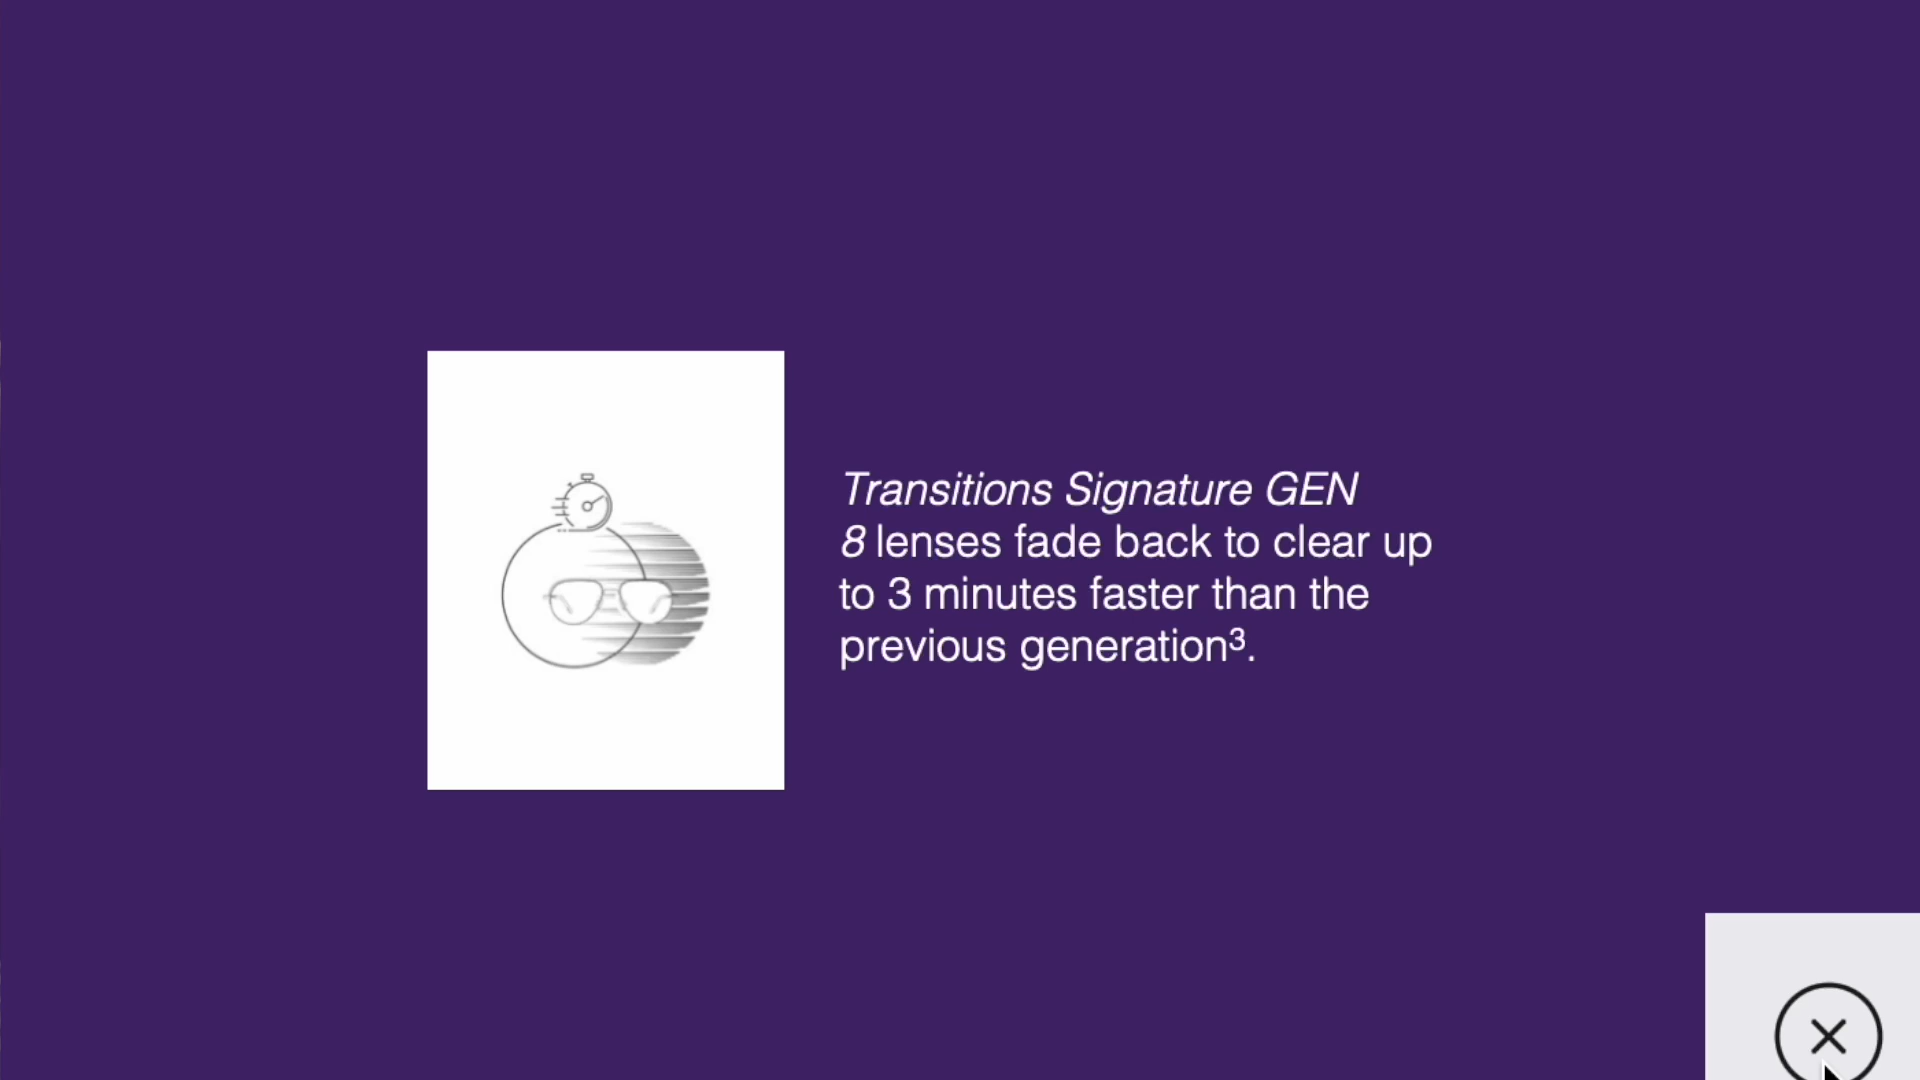 Transitions Signature GEN
8 lenses fade back to clear up
to 3 minutes faster than the
previous generation³.